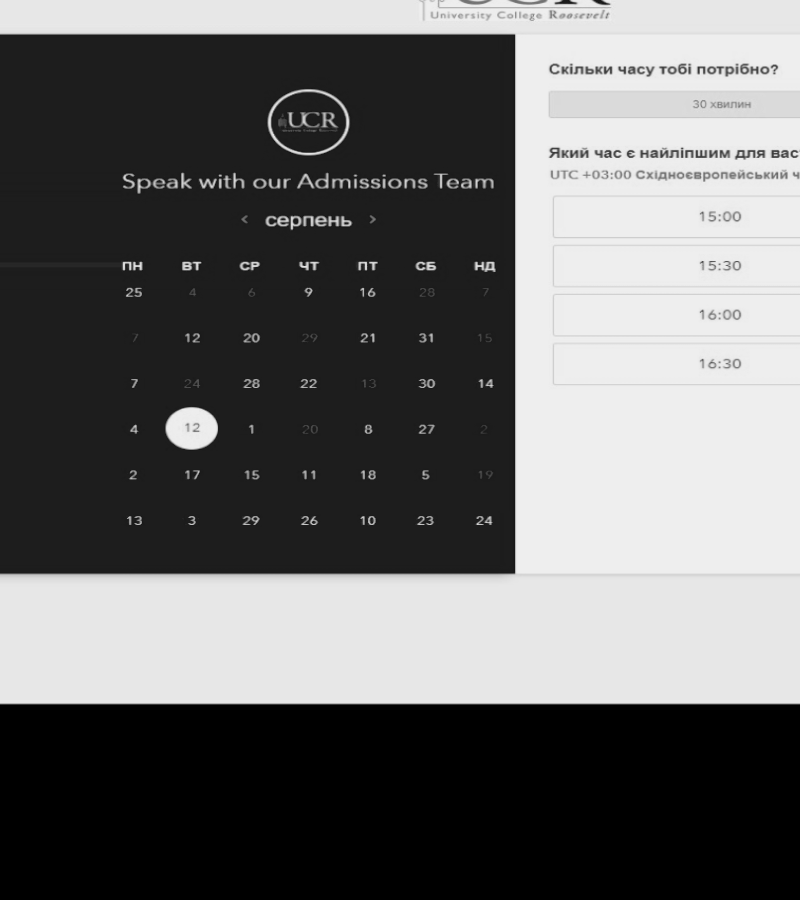 University College Roosevelt
UCR
Speak with our Admissions Team
< серпень >
ПН ВТ СР ЧТ ПТ СБ НД
25 4 6 9 16 28 7
7 12 20 29 21 31 15
7 24 28 22 13 30 14
4 12 1 20 8 27 2
2 17 15 11 18 5 19
13 3 29 26 10 23 24
Скільки часу тобі потрібно?
30 хвилин
Який час є найліпшим для вас
UTC +03:00 Східноєвропейський ч
15:00
15:30
16:00
16:30